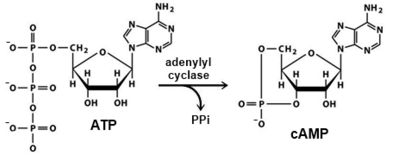 NH₂
N N
N N
O⁻–P–O–CH₂ O
H H H H
OH OH
O⁻–P=O
O
O⁻–P=O
O⁻
ATP
adenylyl
cyclase
PPi
NH₂
N N
N N
O–CH₂ O
H H H H
O=P–O OH
⁻O
cAMP